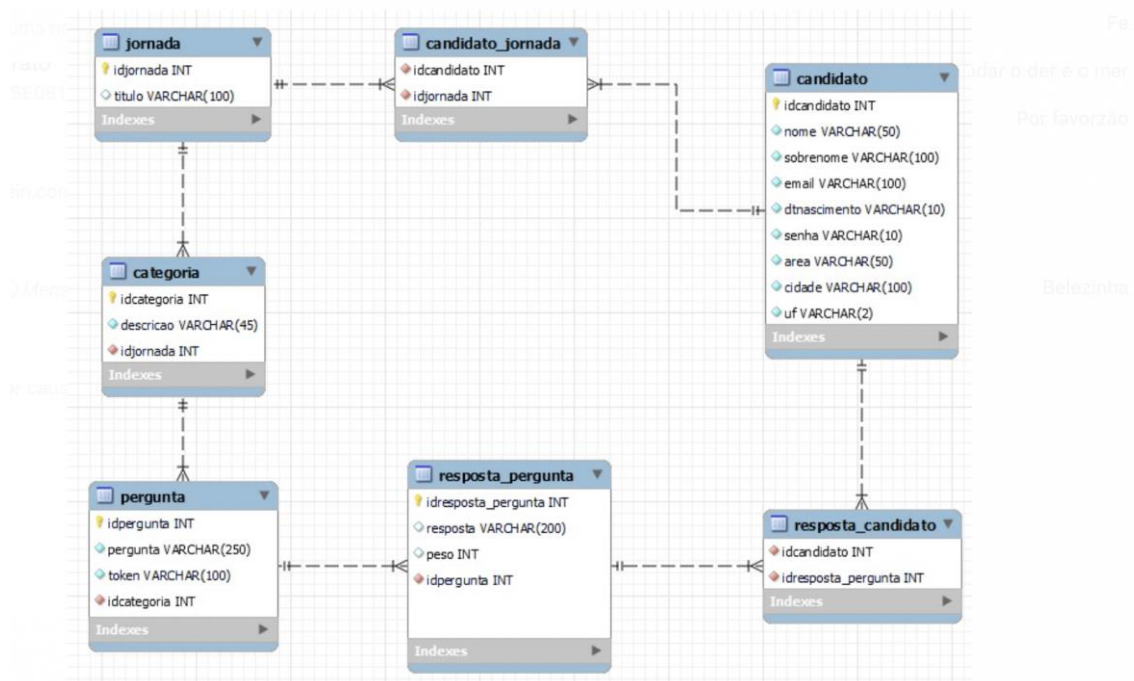 jornada
idjornada INT
titulo VARCHAR(100)
Indexes
candidato_jornada
idcandidato INT
idjornada INT
Indexes
candidato
idcandidato INT
nome VARCHAR(50)
sobrenome VARCHAR(100)
email VARCHAR(100)
dtnascimento VARCHAR(10)
senha VARCHAR(10)
area VARCHAR(50)
cidade VARCHAR(100)
uf VARCHAR(2)
Indexes
categoria
idcategoria INT
descricao VARCHAR(45)
idjornada INT
Indexes
pergunta
idpergunta INT
pergunta VARCHAR(250)
token VARCHAR(100)
idcategoria INT
Indexes
resposta_pergunta
idresposta_pergunta INT
resposta VARCHAR(200)
peso INT
idpergunta INT
Indexes
resposta_candidato
idcandidato INT
idresposta_pergunta INT
Indexes
Por favorzão
Belezinha